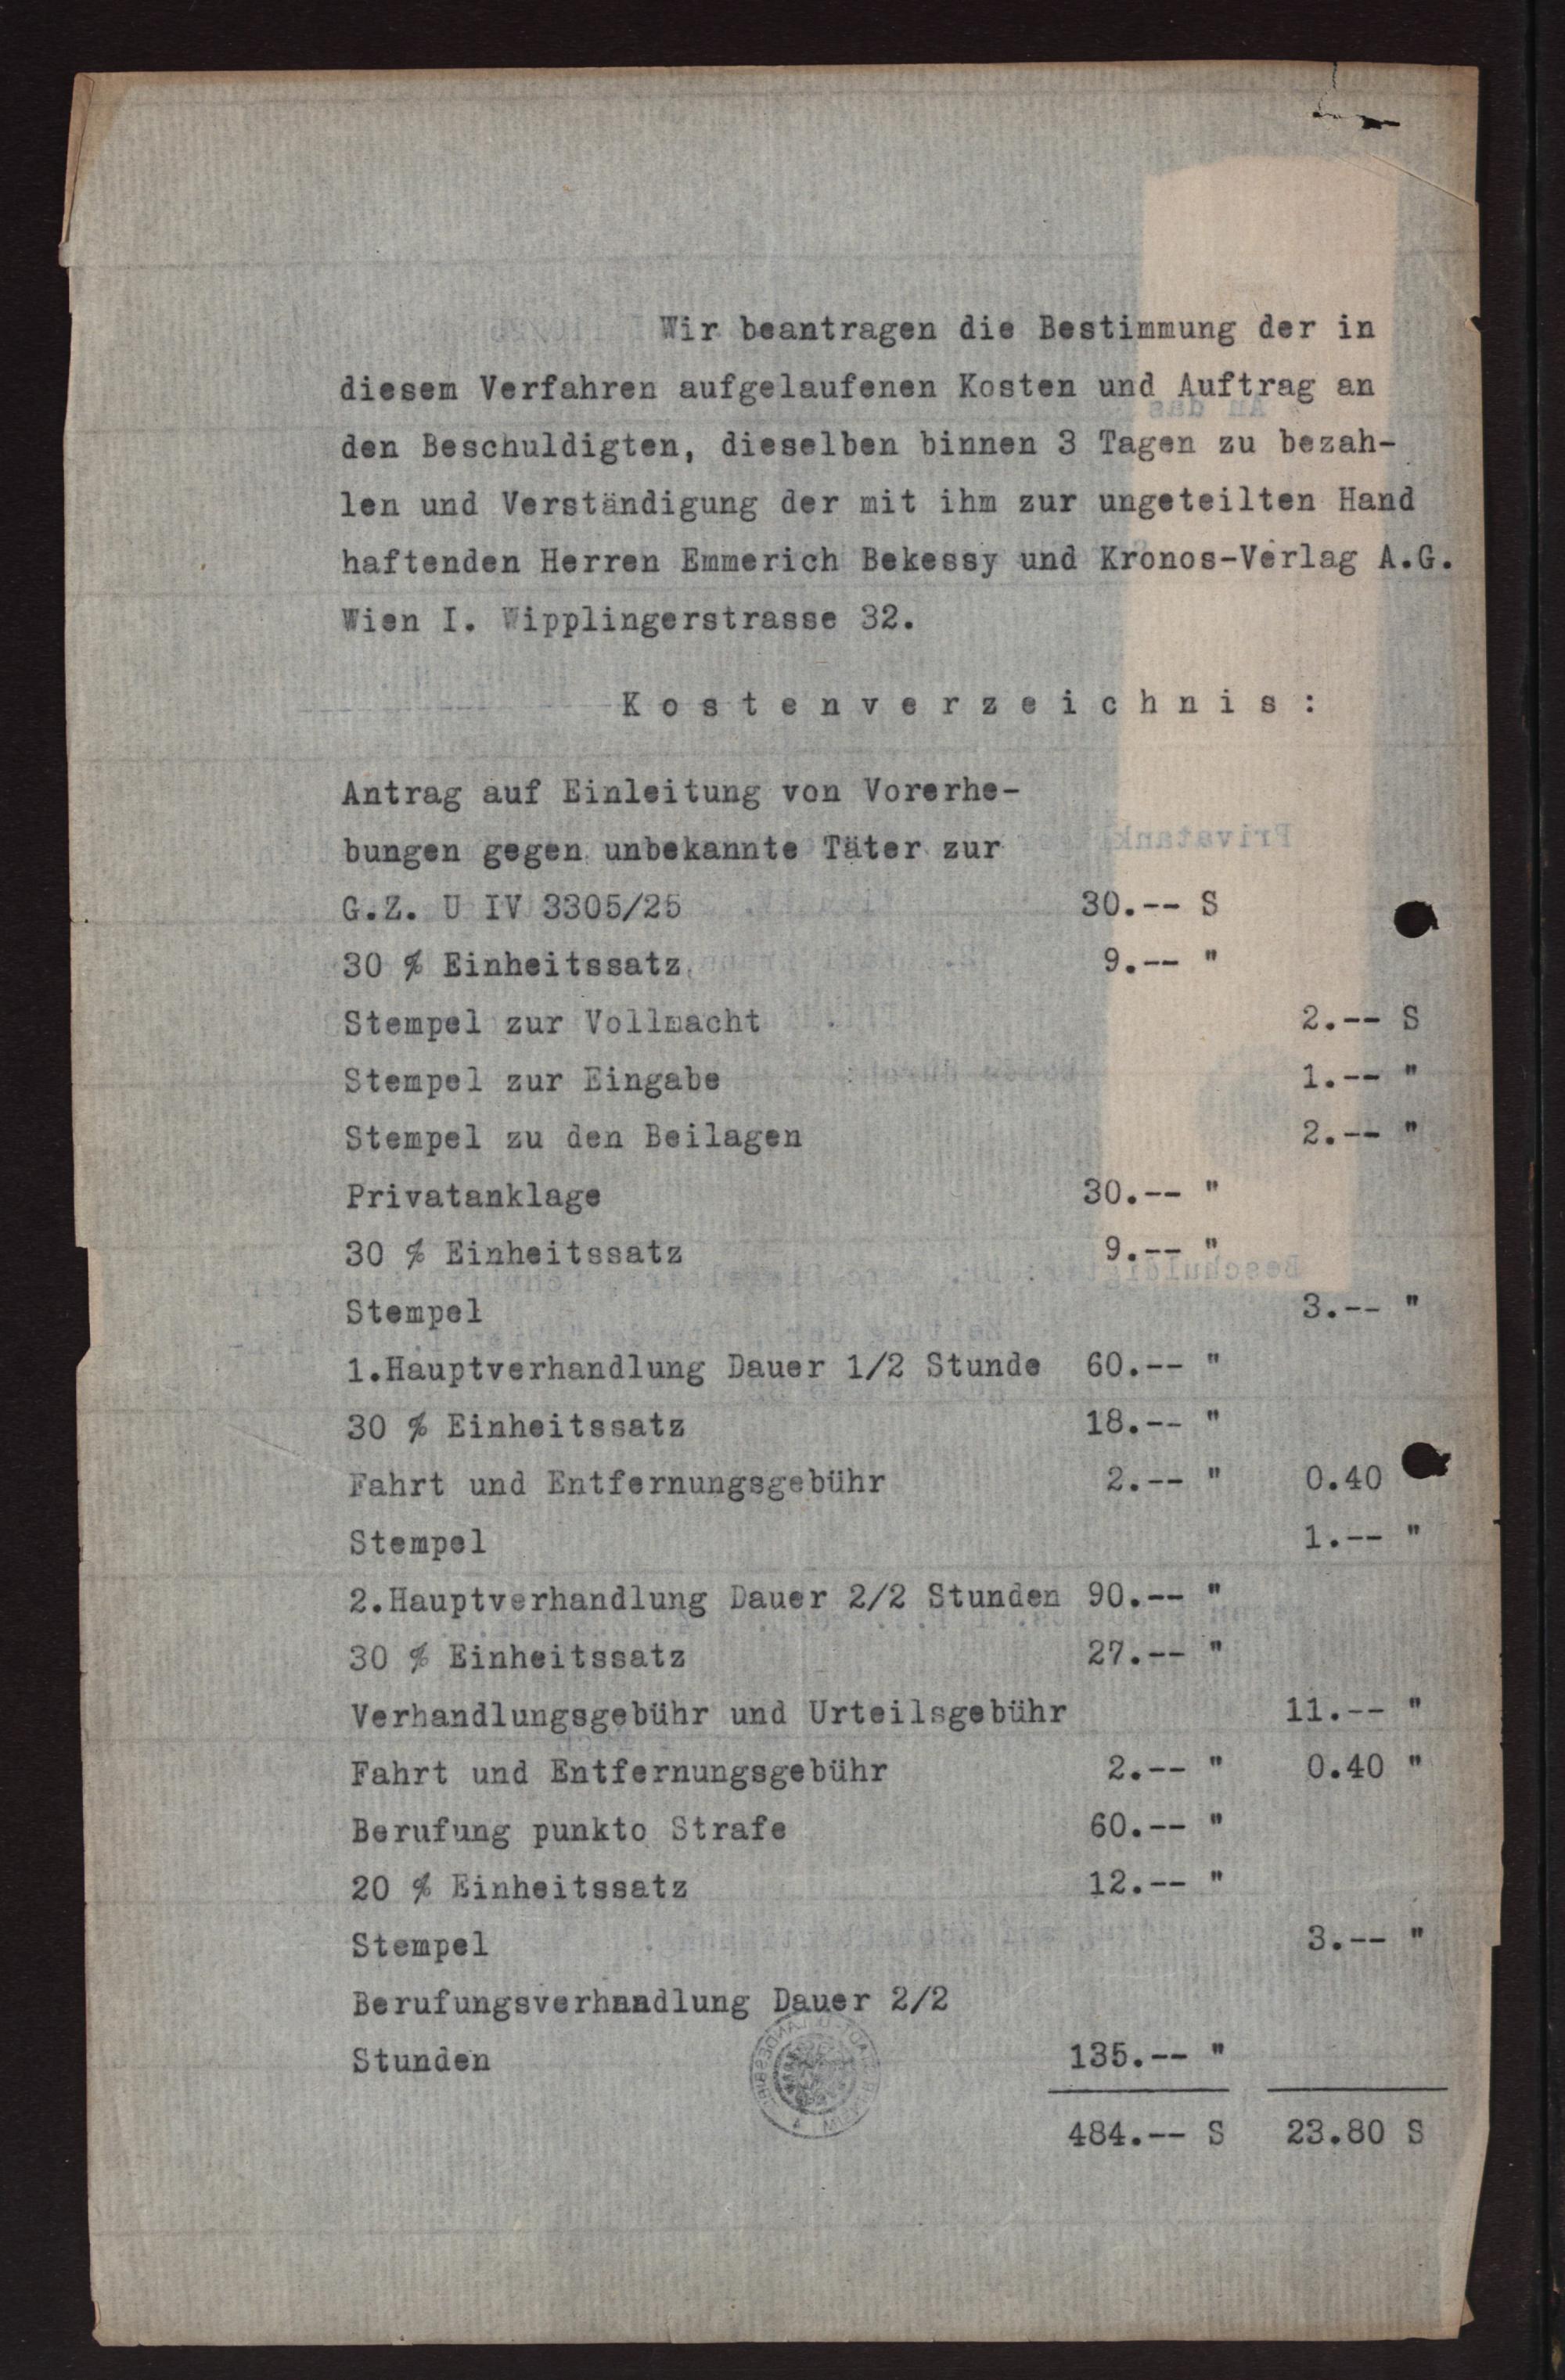 Wir beantragen die Bestimmung der in
diesem Verfahren aufgelaufenen Kosten und Auftrag an
den Beschuldigten, dieselben binnen 3 Tagen zu bezah-
len und Verständigung der mit ihm zur ungeteilten Hand
haftenden Herren Emmerich Bekessy und Kronos-Verlag A.G.
Wien I. Wipplingerstrasse 32.
K o s t e n v e r z e i c h n i s :
Antrag auf Einleitung von Vorerhe-
bungen gegen unbekannte Täter zur
G.Z. U IV 3305/25 30.-- S
30 % Einheitssatz 9.-- "
Stempel zur Vollmacht 2.-- S
Stempel zur Eingabe 1.-- "
Stempel zu den Beilagen 2.-- "
Privatanklage 30.-- "
30 % Einheitssatz 9.-- "
Stempel 3.-- "
1.Hauptverhandlung Dauer 1/2 Stunde 60.-- "
30 % Einheitssatz 18.-- "
Fahrt und Entfernungsgebühr 2.-- " 0.40
Stempel 1.-- "
2.Hauptverhandlung Dauer 2/2 Stunden 90.-- "
30 % Einheitssatz 27.-- "
Verhandlungsgebühr und Urteilsgebühr 11.-- "
Fahrt und Entfernungsgebühr 2.-- " 0.40 "
Berufung punkto Strafe 60.-- "
20 % Einheitssatz 12.-- "
Stempel 3.-- "
Berufungsverhandlung Dauer 2/2
Stunden 135.-- "
484.-- S 23.80 S